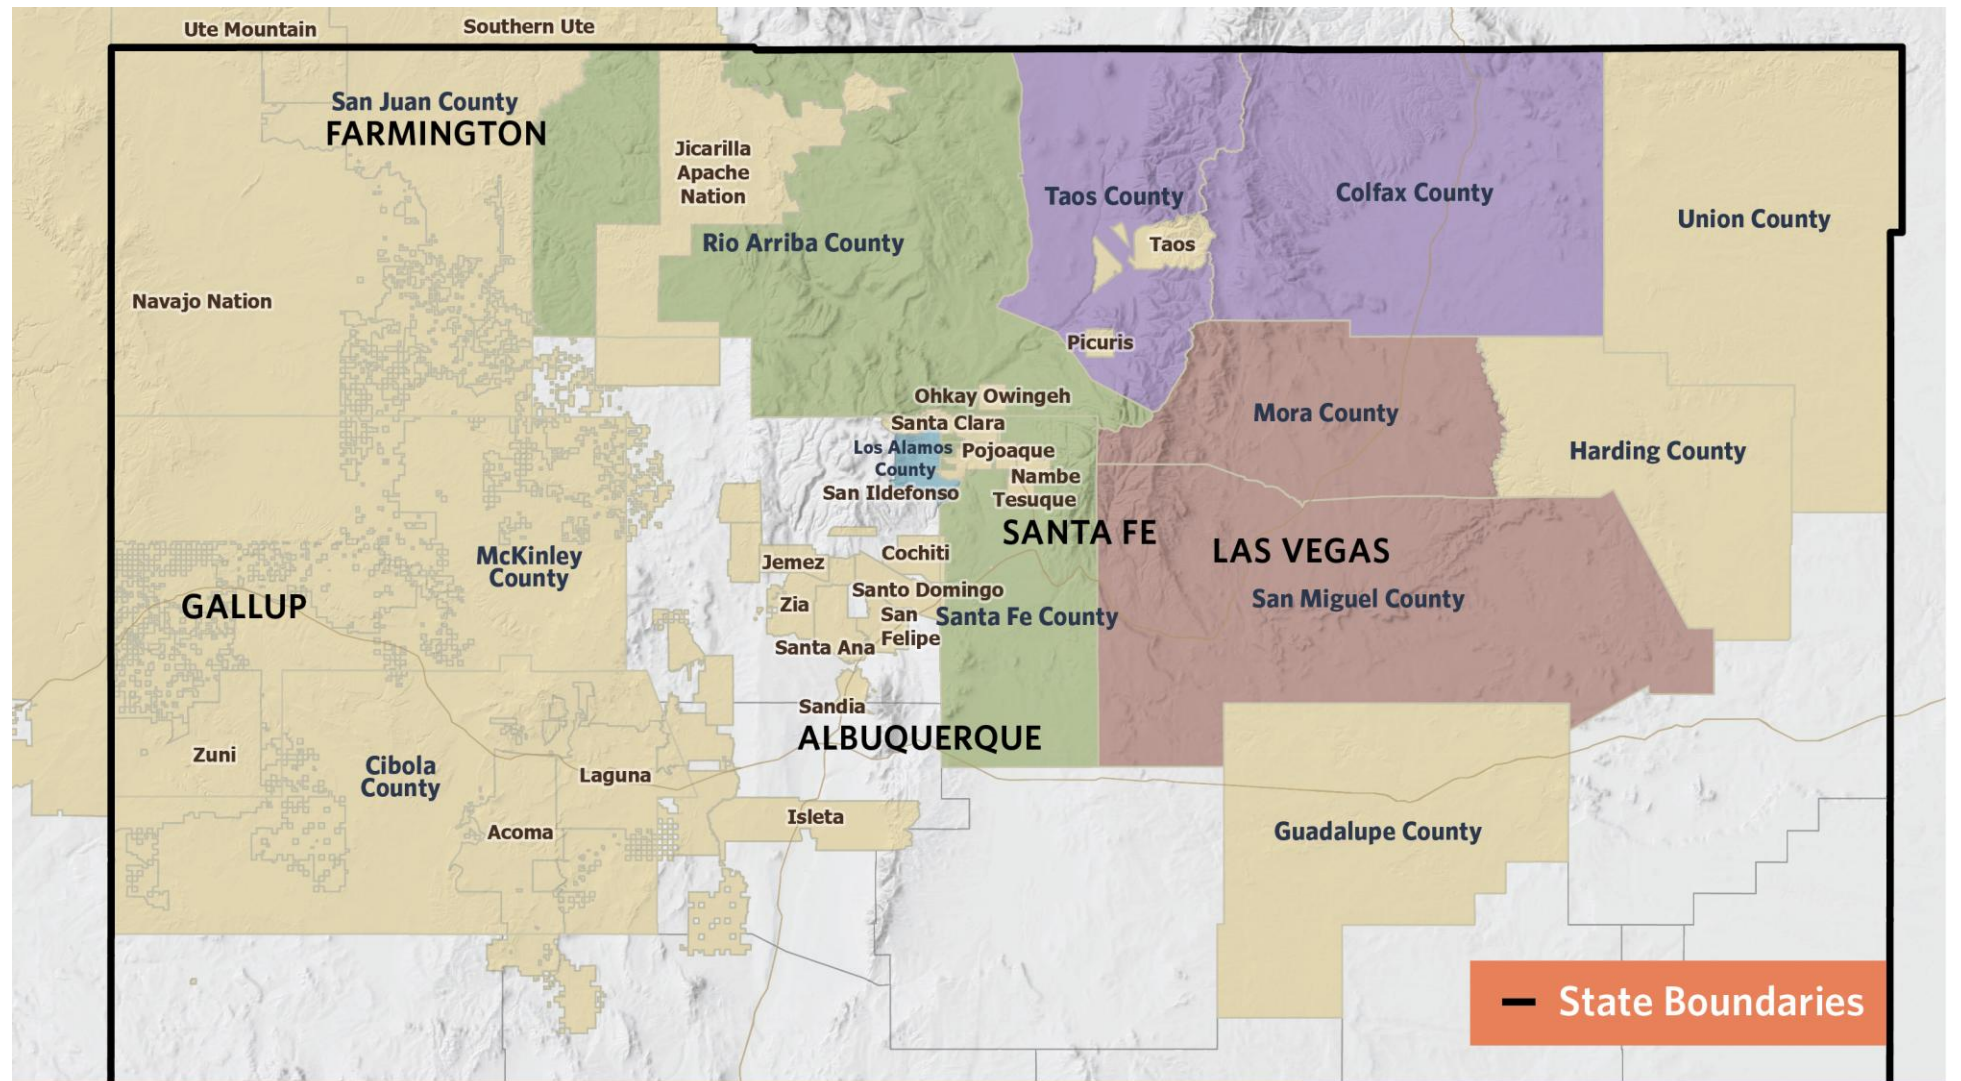 Ute Mountain
Southern Ute
San Juan County
FARMINGTON
Jicarilla
Apache
Nation
Taos County
Colfax County
Union County
Rio Arriba County
Taos
Navajo Nation
Picuris
Ohkay Owingeh
Mora County
Santa Clara
Los Alamos
County
Pojoaque
Harding County
Nambe
San Ildefonso
Tesuque
SANTA FE
LAS VEGAS
McKinley
County
Jemez
Cochiti
GALLUP
Zia
Santo Domingo
San
Felipe
Santa Fe County
San Miguel County
Santa Ana
Sandia
ALBUQUERQUE
Zuni
Cibola
County
Laguna
Acoma
Isleta
Guadalupe County
State Boundaries